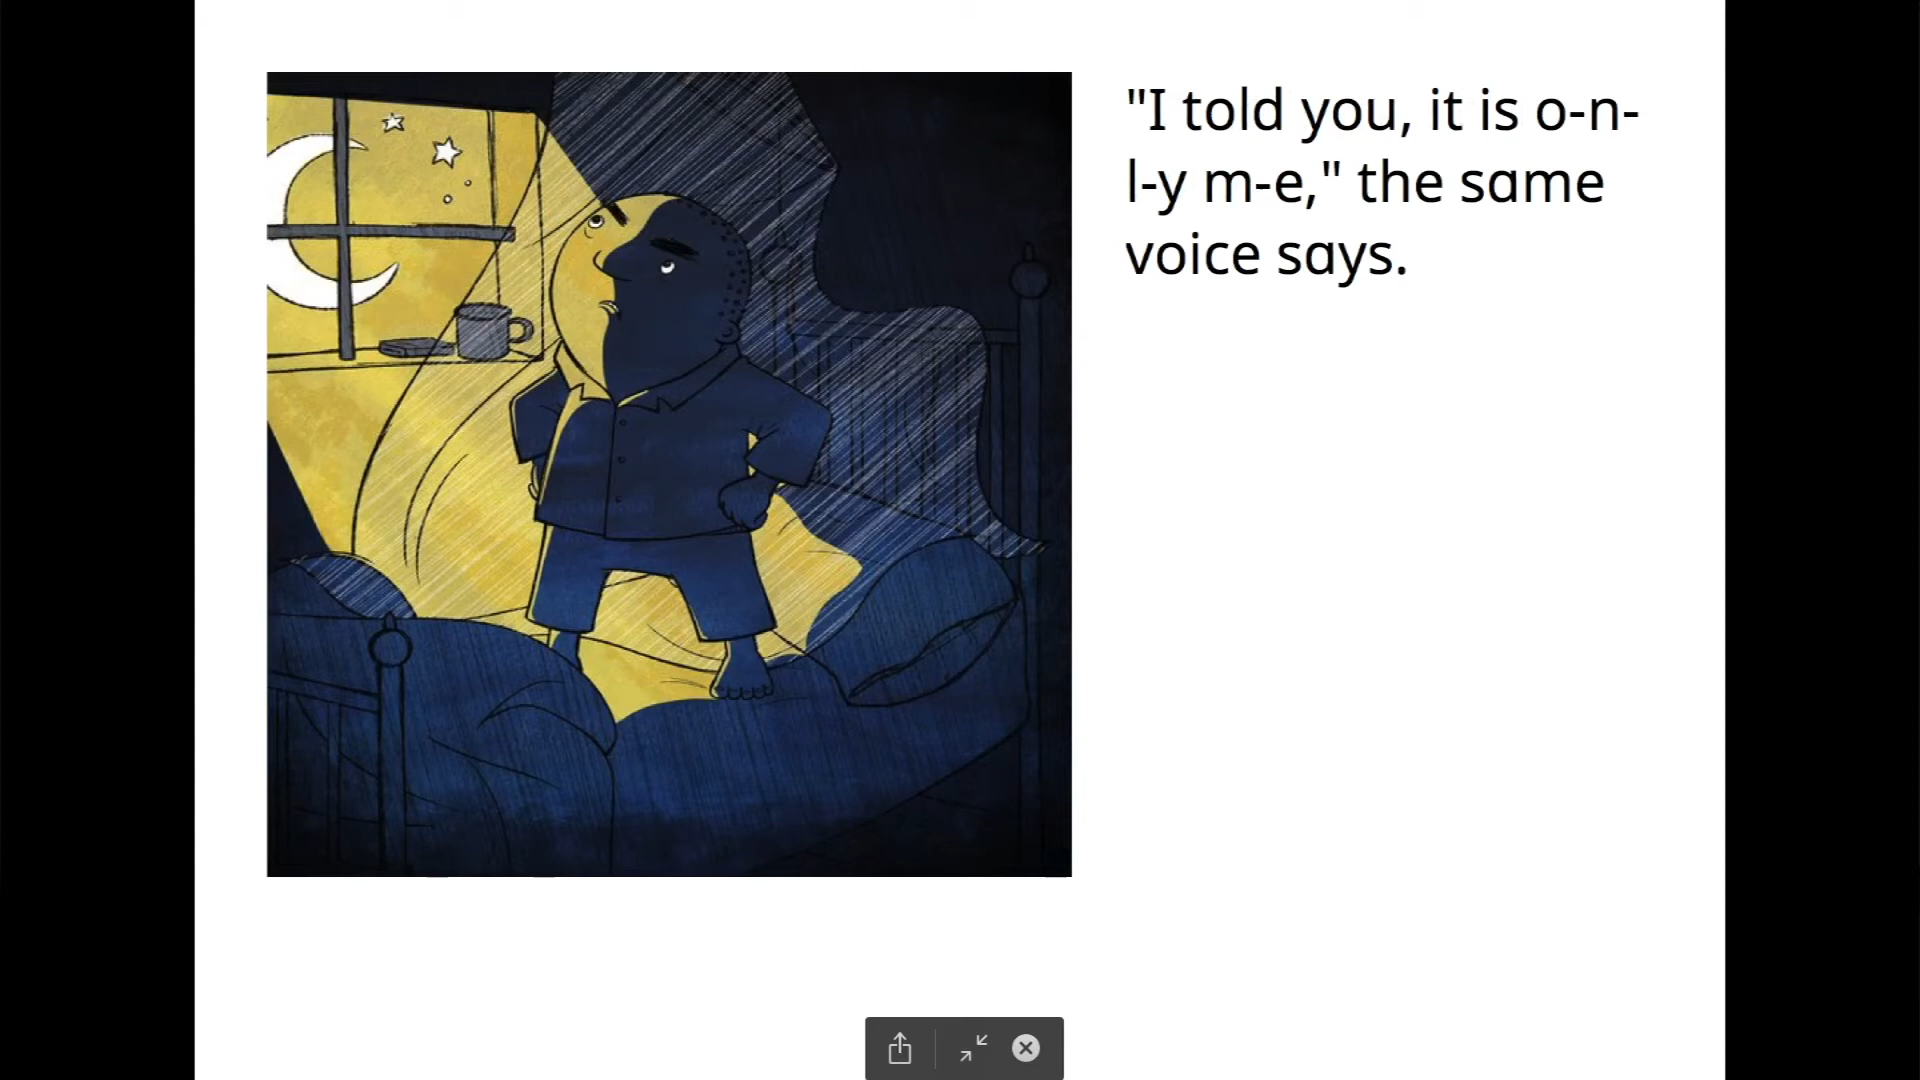 "I told you, it is o-n-
l-y m-e," the same
voice says.